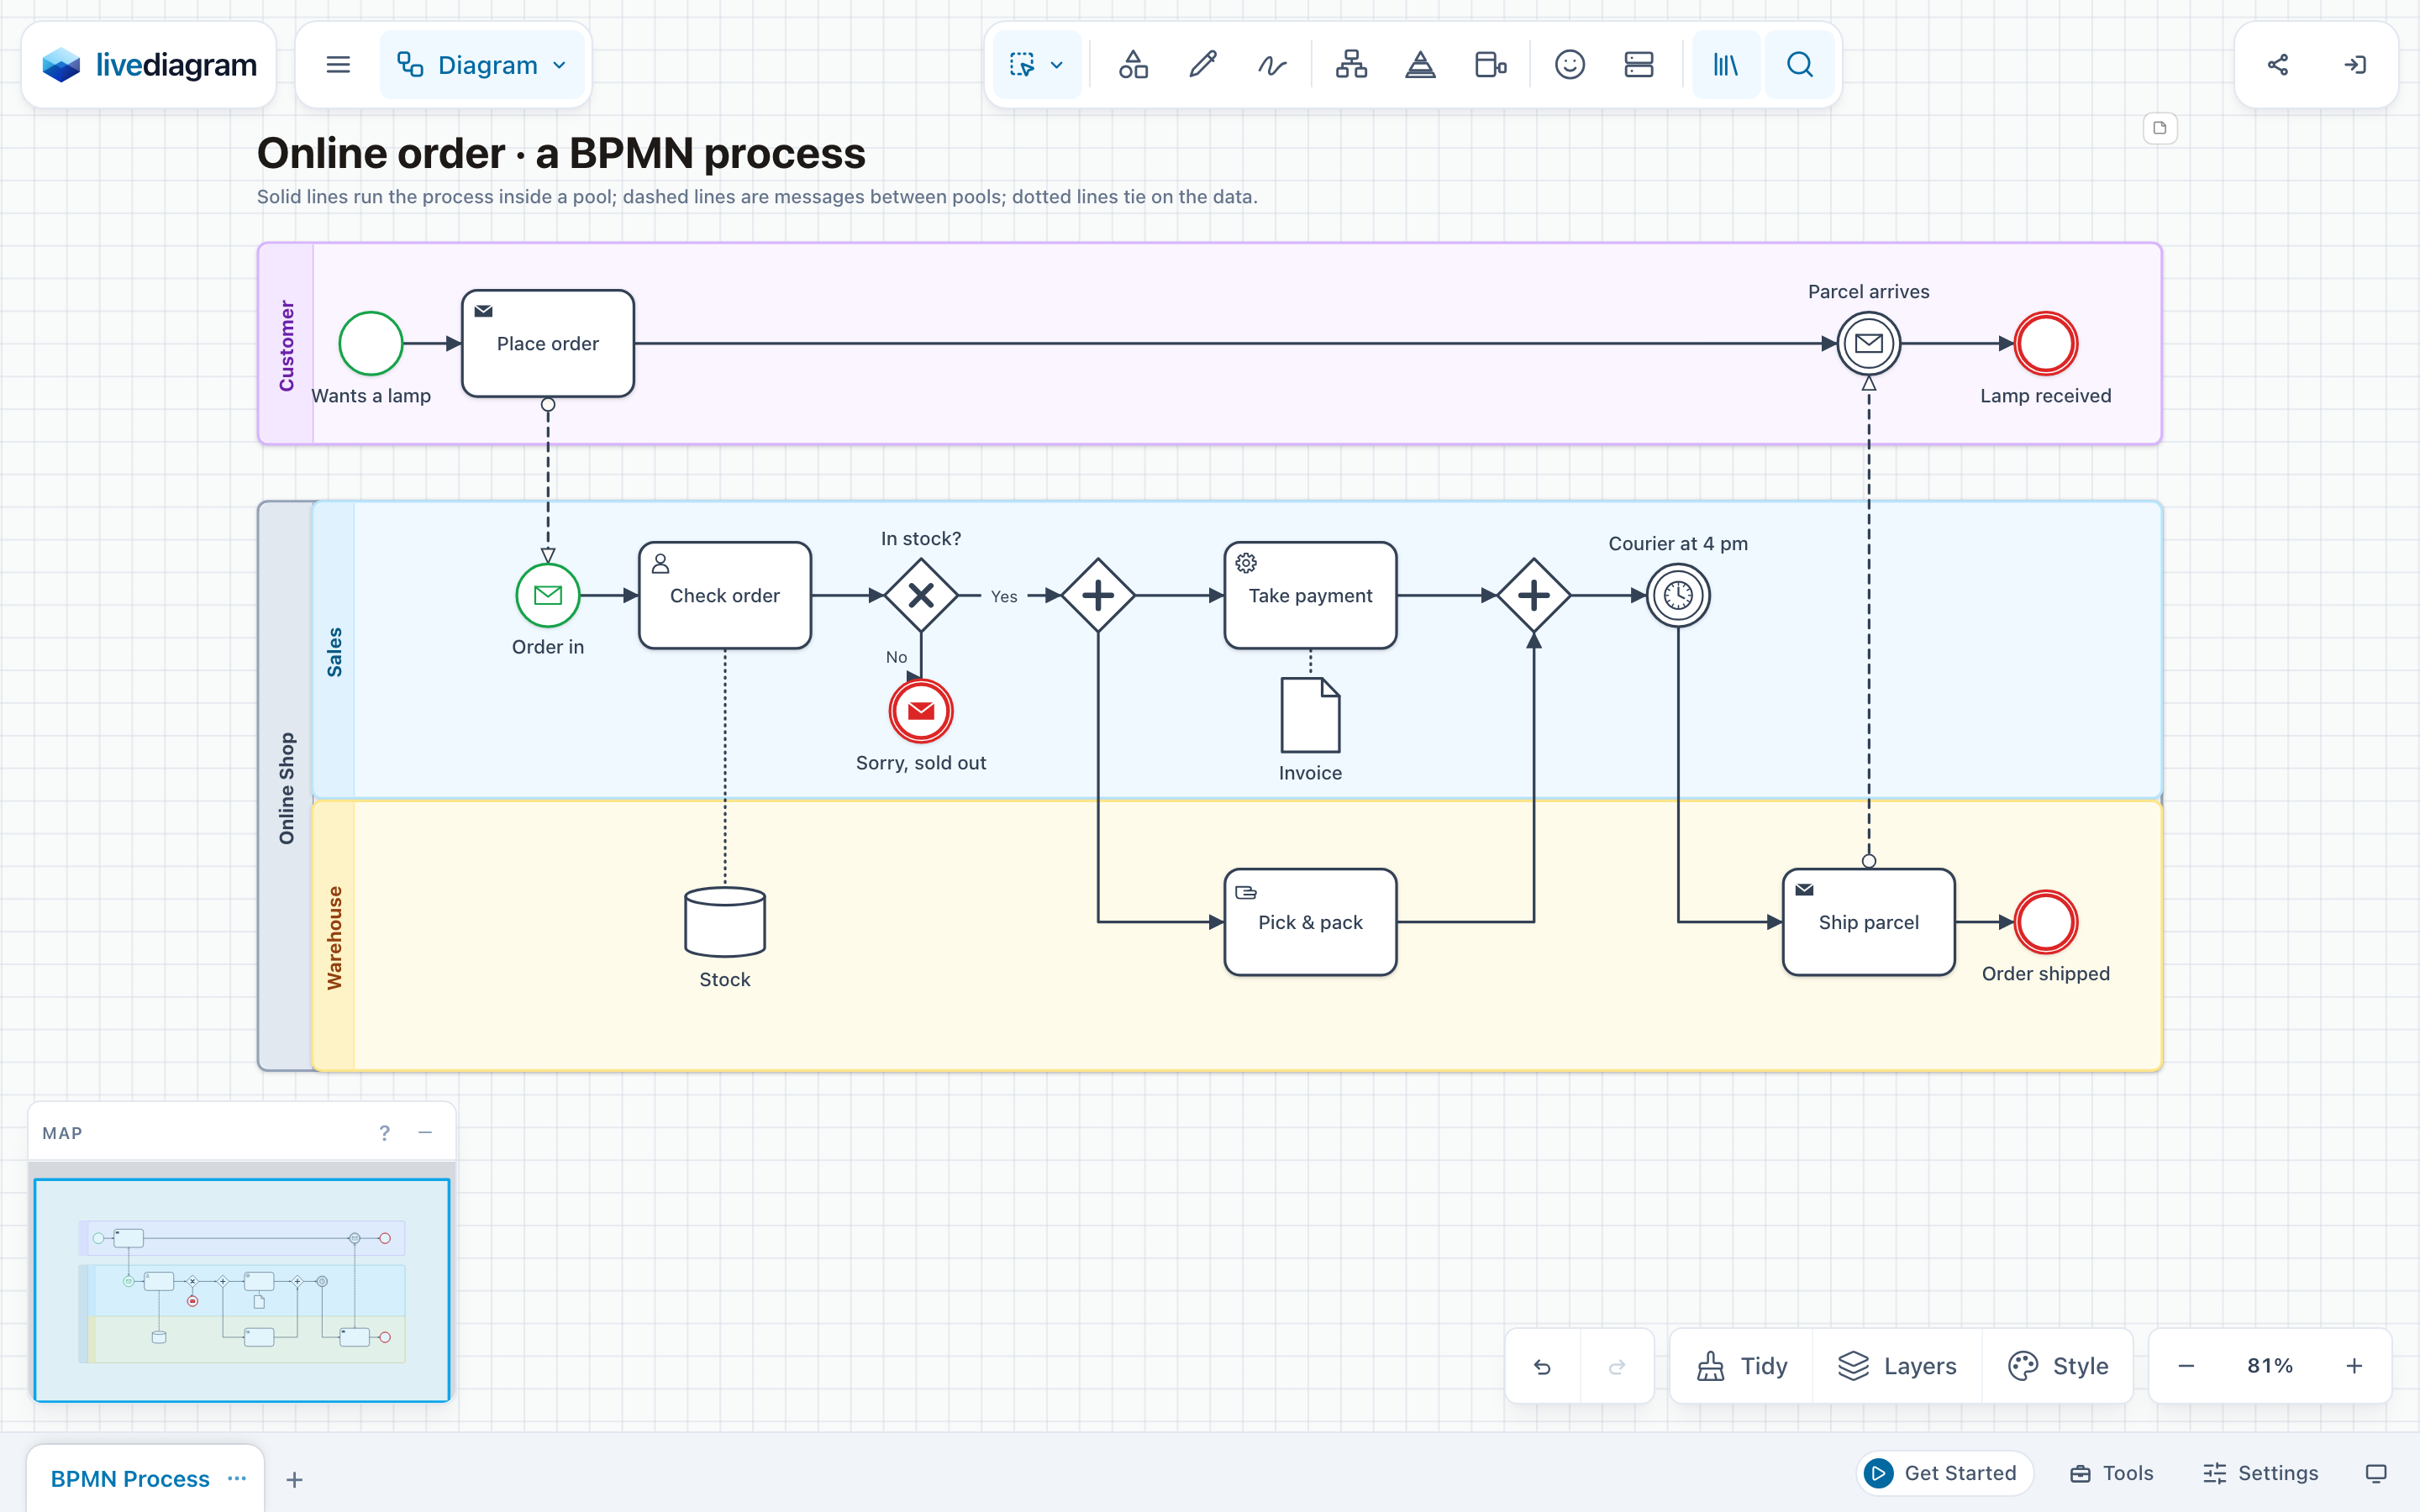 livediagram
Diagram
Online order · a BPMN process
Solid lines run the process inside a pool; dashed lines are messages between pools; dotted lines tie on the data.
Customer
Wants a lamp
Place order
Parcel arrives
Lamp received
Online Shop
Sales
Order in
Check order
In stock?
Yes
No
Sorry, sold out
Take payment
Invoice
Courier at 4 pm
Warehouse
Stock
Pick & pack
Ship parcel
Order shipped
MAP
?
Tidy
Layers
Style
81%
BPMN Process
Get Started
Tools
Settings